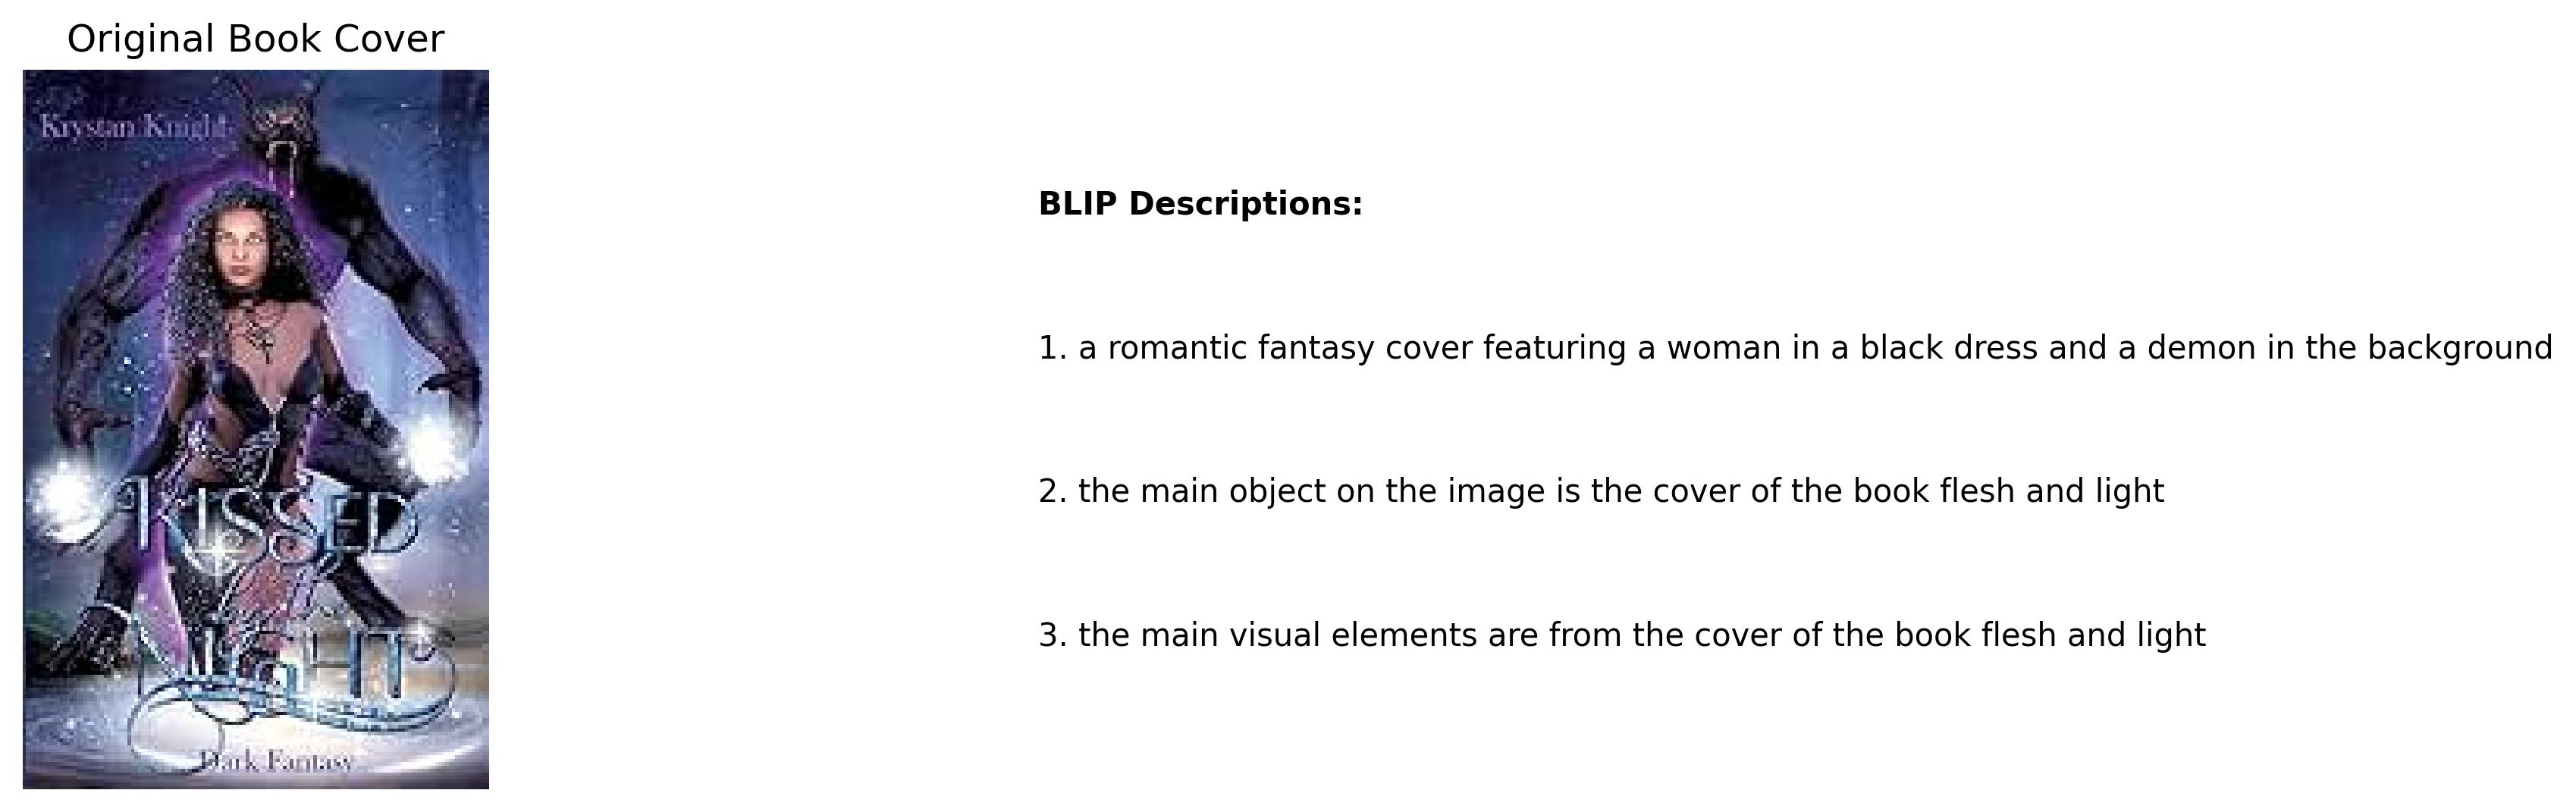 Original Book Cover
Krystan Knight
KISSED
LIGHT
Dark Fantasy
BLIP Descriptions:
1. a romantic fantasy cover featuring a woman in a black dress and a demon in the background
2. the main object on the image is the cover of the book flesh and light
3. the main visual elements are from the cover of the book flesh and light